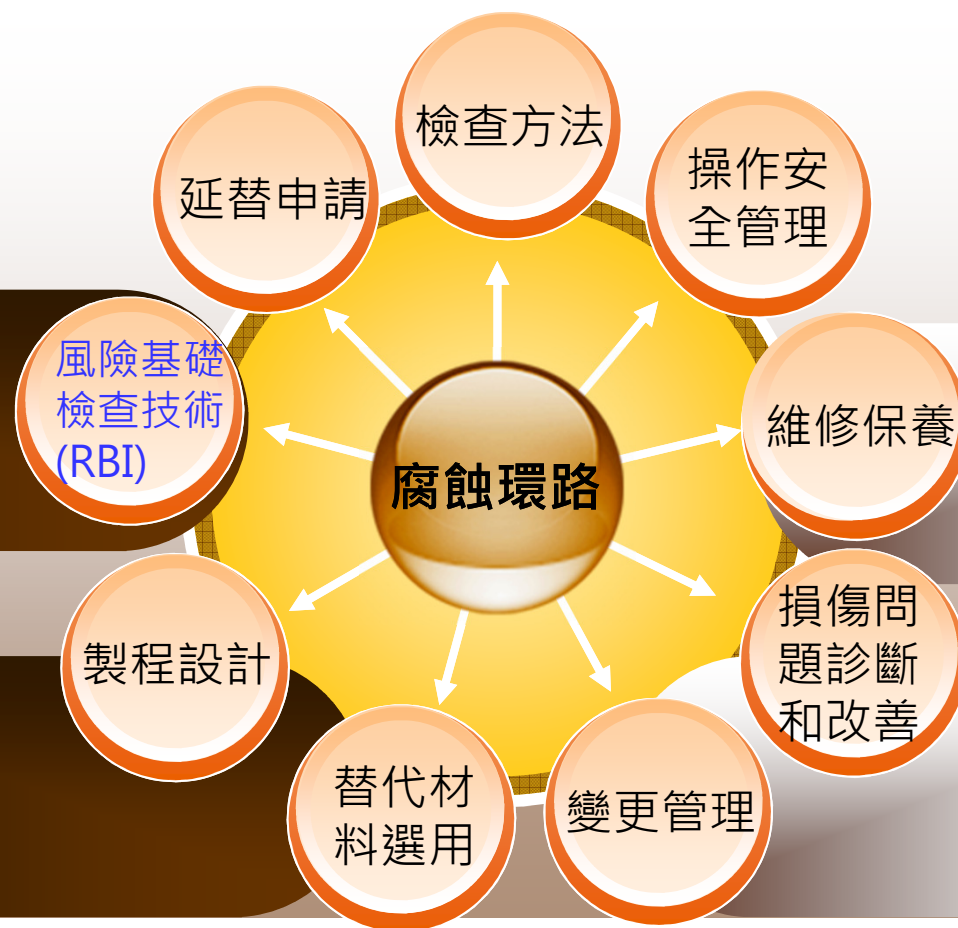 檢查方法
操作安
全管理
延替申請
風險基礎
檢查技術
(RBI)
維修保養
腐蝕環路
損傷問
題診斷
和改善
製程設計
替代材
料選用
變更管理